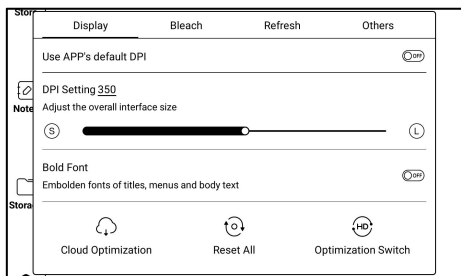 Store
Display
Bleach
Refresh
Others
Use APP's default DPI
OFF
DPI Setting 350
Adjust the overall interface size
Note
S
L
Bold Font
OFF
Embolden fonts of titles, menus and body text
Stora
HD
Cloud Optimization
Reset All
Optimization Switch